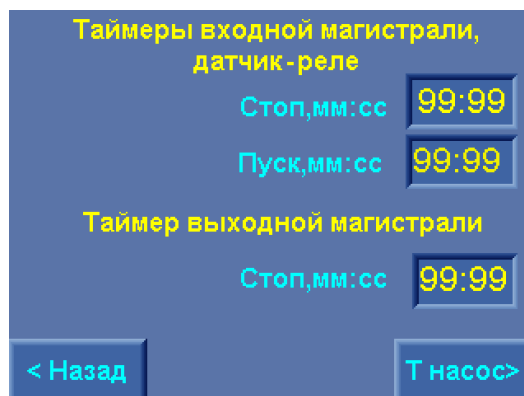 Таймеры входной магистрали,
датчик-реле
Стоп,мм:сс 99:99
Пуск,мм:сс 99:99
Таймер выходной магистрали
Стоп,мм:сс 99:99
< Назад Т насос>